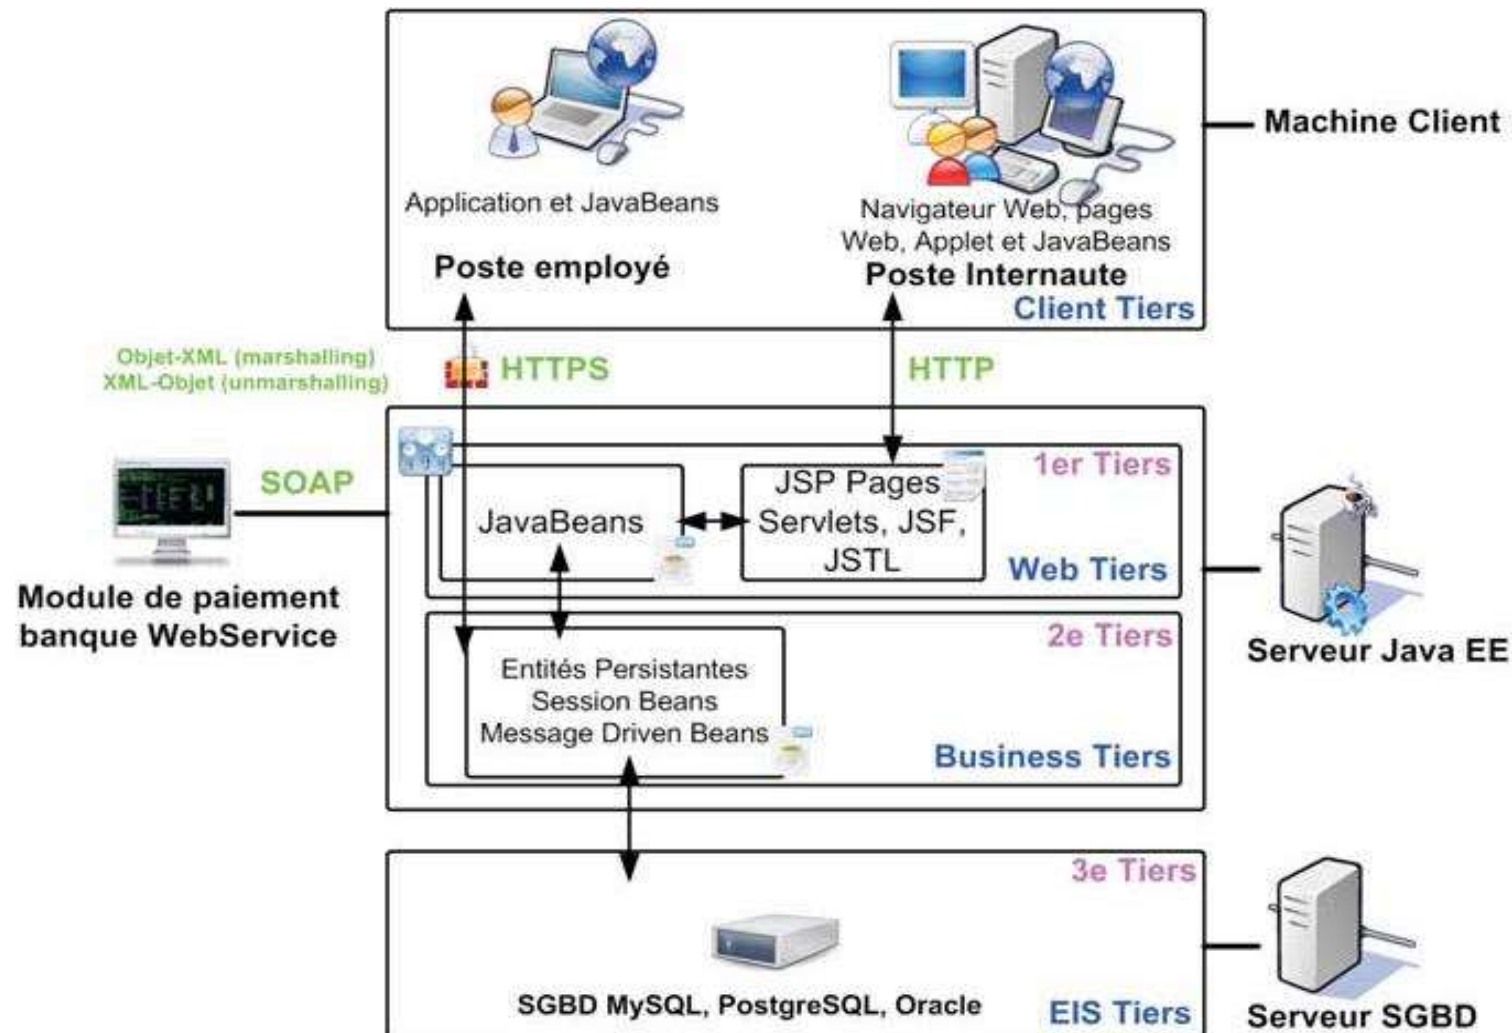 Machine Client
Application et JavaBeans
Poste employé
Navigateur Web, pages
Web, Applet et JavaBeans
Poste Internaute
Client Tiers
Objet-XML (marshalling)
XML-Objet (unmarshalling)
HTTPS
HTTP
SOAP
Module de paiement
banque WebService
1er Tiers
JavaBeans
JSP Pages
Servlets, JSF,
JSTL
Web Tiers
2e Tiers
Entités Persistantes
Session Beans
Message Driven Beans
Business Tiers
Serveur Java EE
3e Tiers
SGBD MySQL, PostgreSQL, Oracle
EIS Tiers
Serveur SGBD